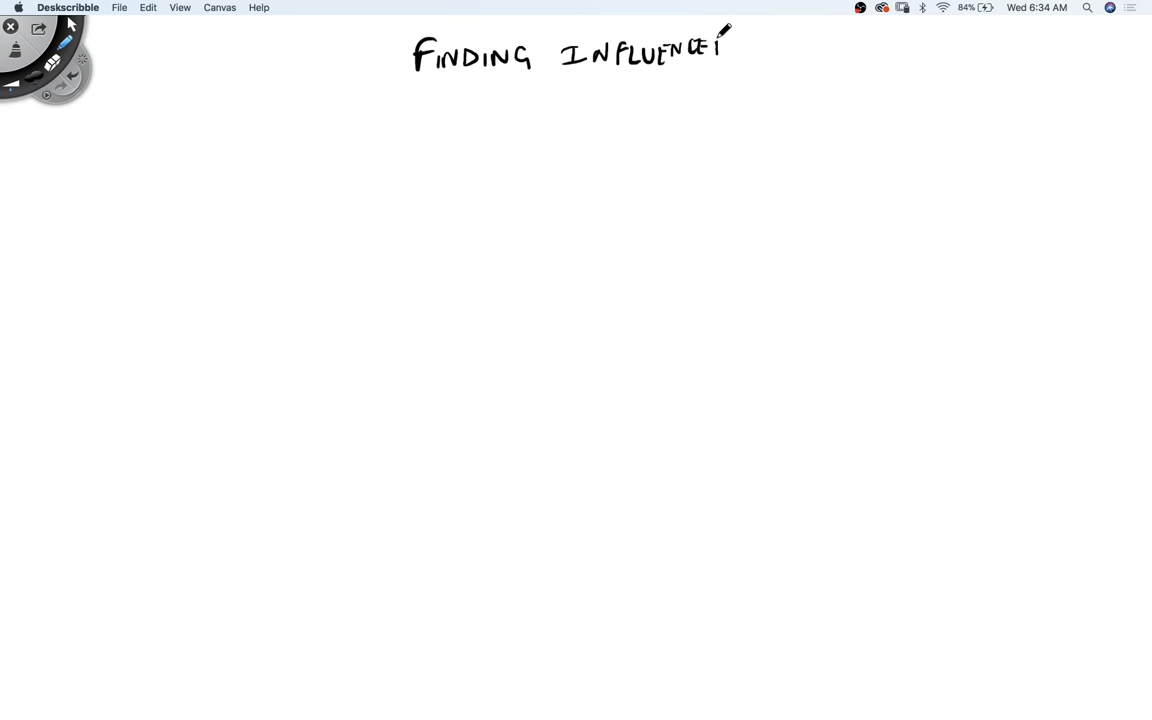 Deskscribble File Edit View Canvas Help 84% Wed 6:34 AM
FINDING INFLUENCE